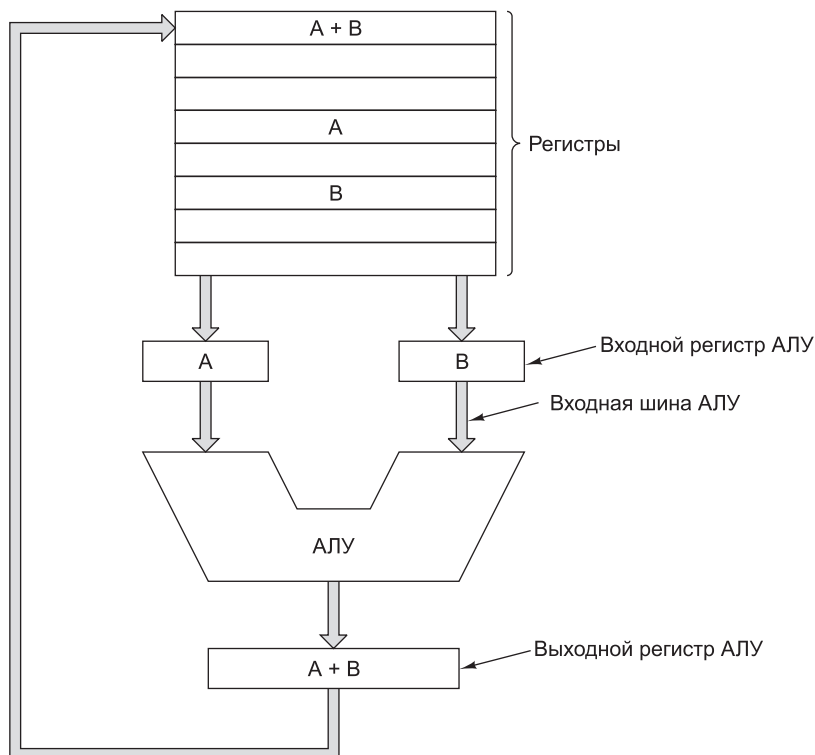 A + B
A
Регистры
B
Входной регистр АЛУ
A
B
Входная шина АЛУ
АЛУ
Выходной регистр АЛУ
A + B